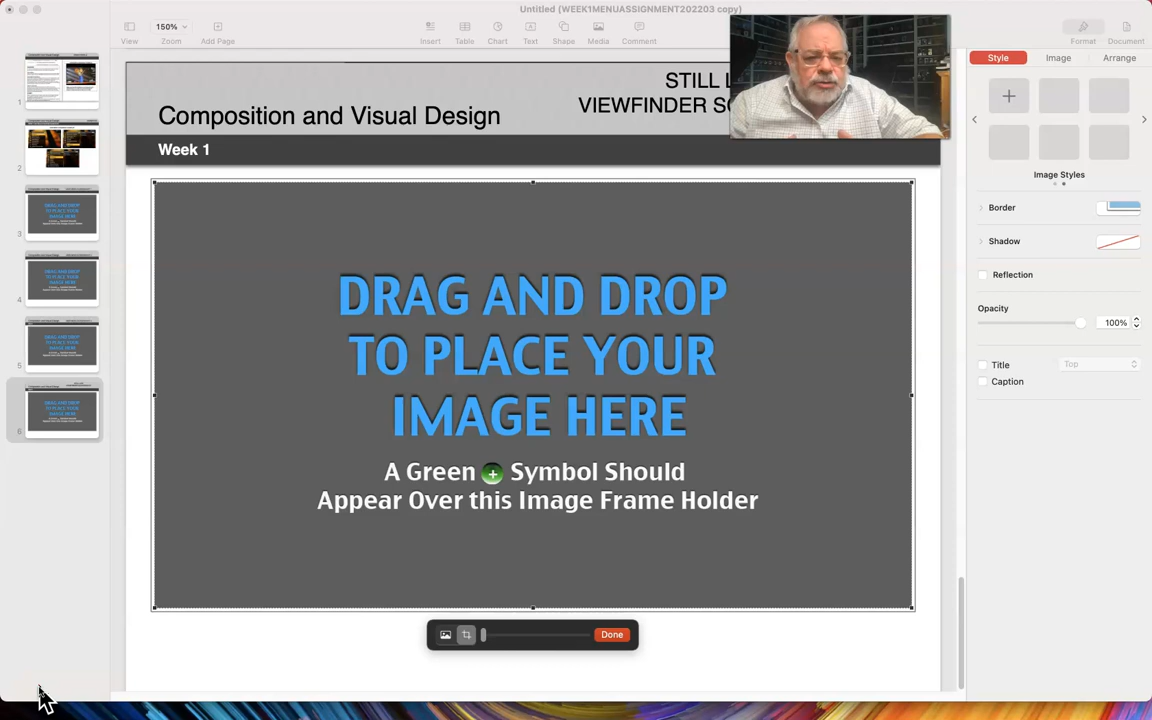 Untitled (WEEK1MENUASSIGNMENT202203 copy)
150%
View
Zoom
Add Page
Insert
Table
Chart
Text
Shape
Media
Comment
Format
Document
Style
Image
Arrange
STILL L
VIEWFINDER SC
Composition and Visual Design
Week 1
DRAG AND DROP
TO PLACE YOUR
IMAGE HERE
A Green + Symbol Should
Appear Over this Image Frame Holder
Done
Image Styles
Border
Shadow
Reflection
Opacity
100%
Title
Top
Caption
1
2
3
4
5
6